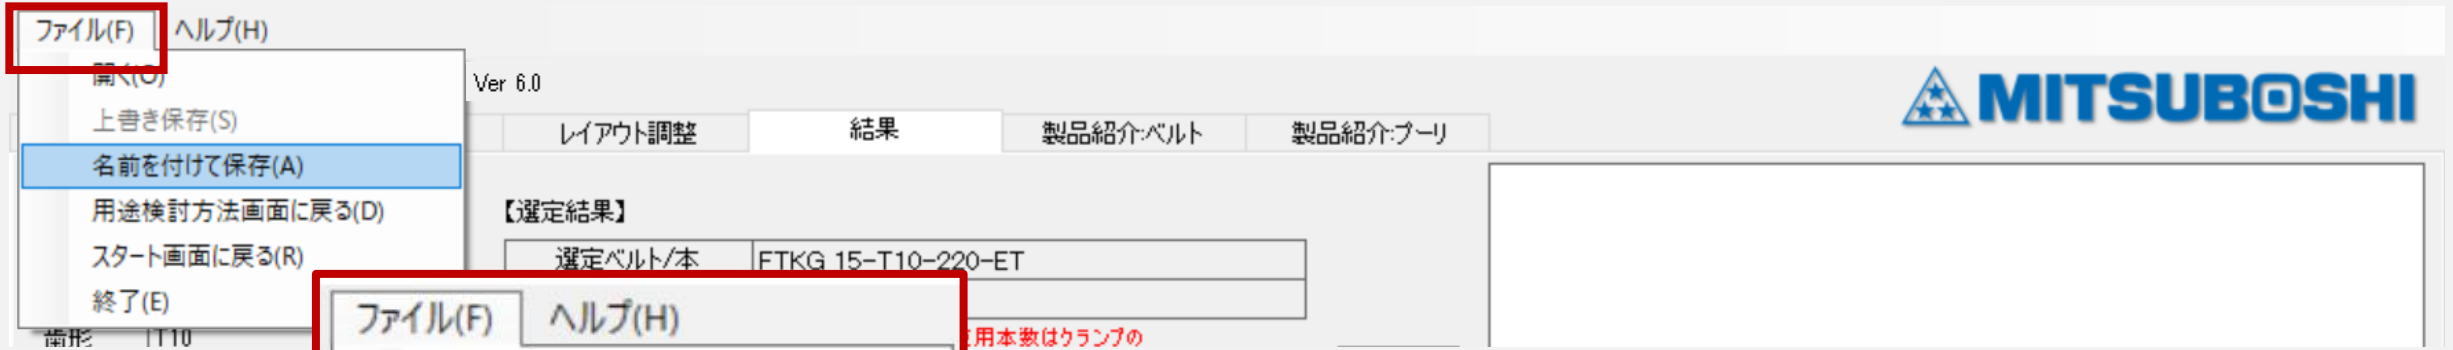 ファイル(F) ヘルプ(H)
開く(O)
Ver 6.0
MITSUBOSHI
上書き保存(S)
レイアウト調整 結果 製品紹介:ベルト 製品紹介:プーリ
名前を付けて保存(A)
用途検討方法画面に戻る(D)
【選定結果】
スタート画面に戻る(R)
選定ベルト/本 FTKG 15-T10-220-ET
終了(E)
ファイル(F) ヘルプ(H)
歯形 T10
用本数はクランプの